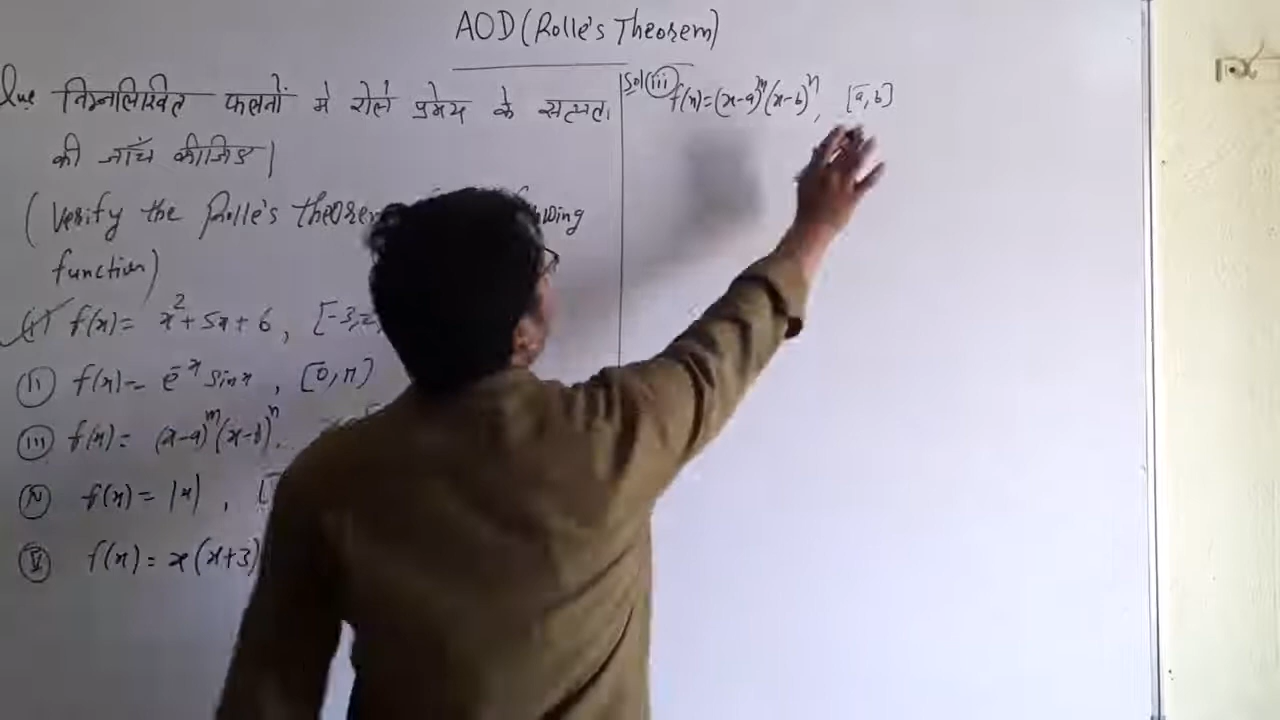 AOD (Rolle's Theorem)
Que निम्नलिखित फलनों मे रोले प्रमेय के सत्यता
की जाँच कीजिए।
(Verify the Rolle's theorem
function)
(i) f(x) = x² + 5x + 6, [-3,
(ii) f(x) = e^-x sinx, [0, π]
(iii) f(x) = (x-a)^m (x-b)^n.
(iv) f(x) = |x|, [
(v) f(x) = x(x+3)
Sol (iii) f(x) = (x-a)^m (x-b)^n, [a, b]